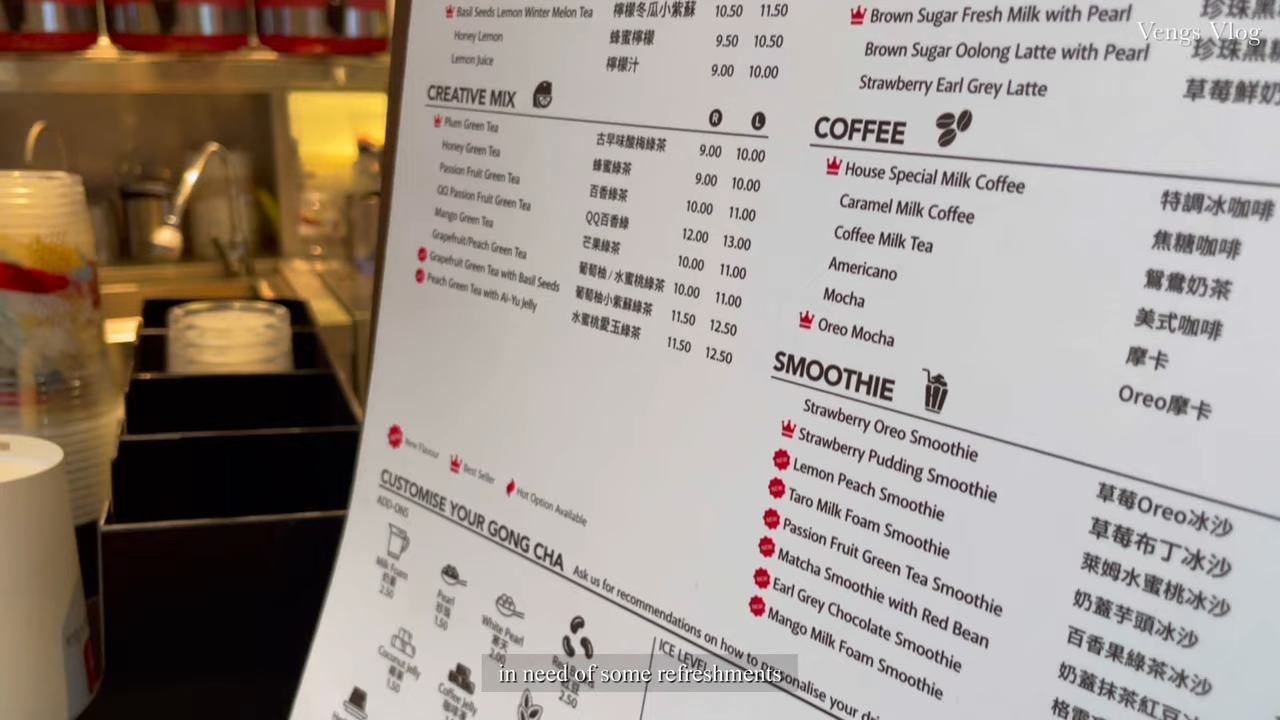 Vengs Vlog
Basil Seeds Lemon Winter Melon Tea 檸檬冬瓜小紫蘇 10.50 11.50
Honey Lemon 蜂蜜檸檬 9.50 10.50
Lemon Juice 檸檬汁 9.00 10.00
CREATIVE MIX
R L
Plum Green Tea 古早味酸梅綠茶 9.00 10.00
Honey Green Tea 蜂蜜綠茶 9.00 10.00
Passion Fruit Green Tea 百香綠茶 10.00 11.00
QQ Passion Fruit Green Tea QQ百香綠 12.00 13.00
Mango Green Tea 芒果綠茶 10.00 11.00
Grapefruit/Peach Green Tea 葡萄柚/水蜜桃綠茶 10.00 11.00
Grapefruit Green Tea with Basil Seeds 葡萄柚小紫蘇綠茶 11.50 12.50
Peach Green Tea with Ai-Yu Jelly 水蜜桃愛玉綠茶 11.50 12.50
New Flavour Best Seller Hot Option Available
CUSTOMISE YOUR GONG CHA Ask us for recommendations on how to personalise your
ADD-ONS
Milk Foam
2.50
Pearl
1.50
White Pearl
2.00
2.50
Coconut Jelly
1.50
Coffee Jelly
ICE LEVEL
Brown Sugar Fresh Milk with Pearl 珍珠黑
Brown Sugar Oolong Latte with Pearl 珍珠黑
Strawberry Earl Grey Latte 草莓鮮奶
COFFEE
House Special Milk Coffee 特調冰咖啡
Caramel Milk Coffee 焦糖咖啡
Coffee Milk Tea 鴛鴦奶茶
Americano 美式咖啡
Mocha 摩卡
Oreo Mocha Oreo摩卡
SMOOTHIE
Strawberry Oreo Smoothie 草莓Oreo冰沙
Strawberry Pudding Smoothie 草莓布丁冰沙
Lemon Peach Smoothie 萊姆水蜜桃冰沙
Taro Milk Foam Smoothie 奶蓋芋頭冰沙
Passion Fruit Green Tea Smoothie 百香果綠茶冰沙
Matcha Smoothie with Red Bean 奶蓋抹茶紅豆冰
Earl Grey Chocolate Smoothie 格雷
Mango Milk Foam Smoothie
in need of some refreshments